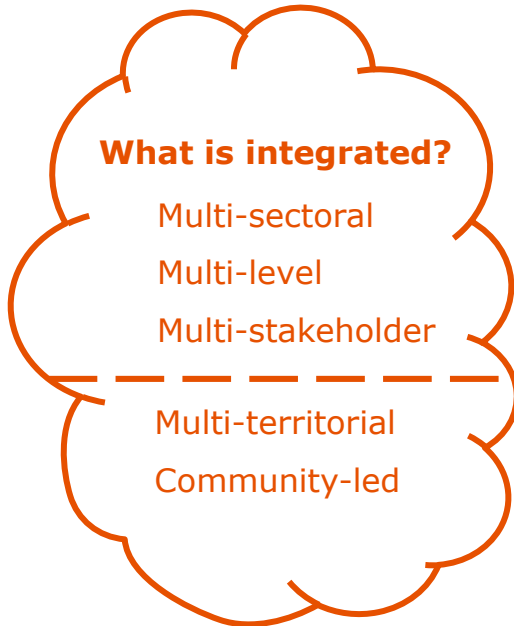 What is integrated?
Multi-sectoral
Multi-level
Multi-stakeholder
Multi-territorial
Community-led